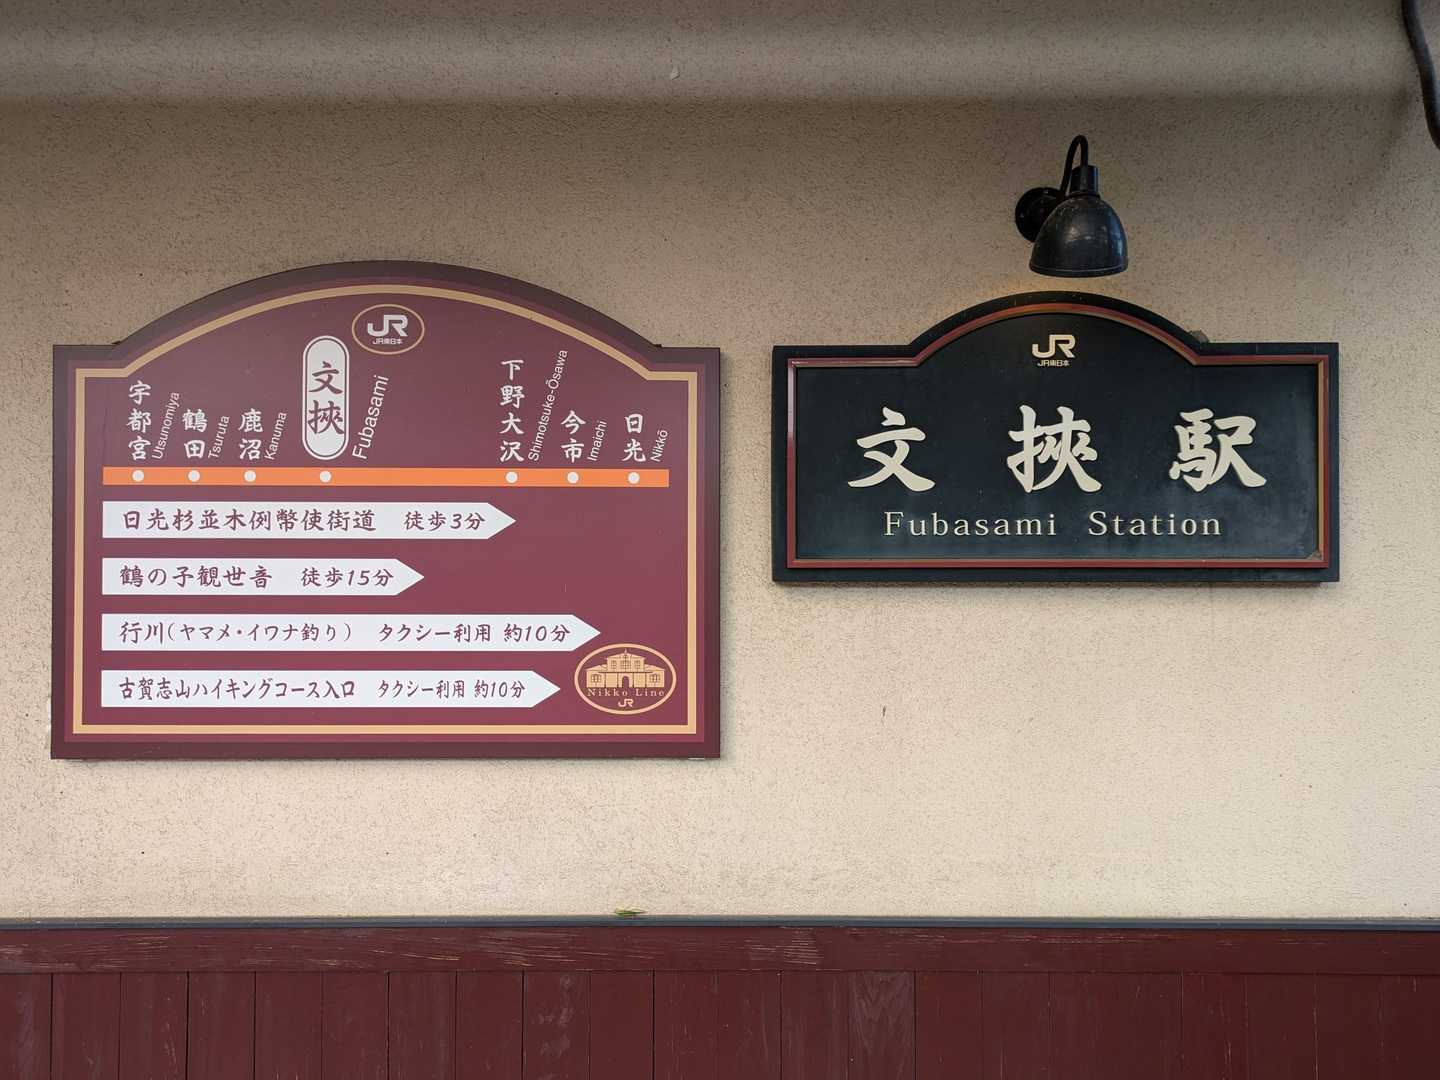 JR
JR東日本
宇都宮
Utsunomiya
鶴田
Tsuruta
鹿沼
Kanuma
文挾
Fubasami
下野大沢
Shimotsuke-Ōsawa
今市
Imaichi
日光
Nikkō
日光杉並木例幣使街道 徒歩3分
鶴の子観世音 徒歩15分
行川(ヤマメ・イワナ釣り) タクシー利用 約10分
古賀志山ハイキングコース入口 タクシー利用 約10分
Nikko Line
JR
JR
JR東日本
文挾駅
Fubasami Station